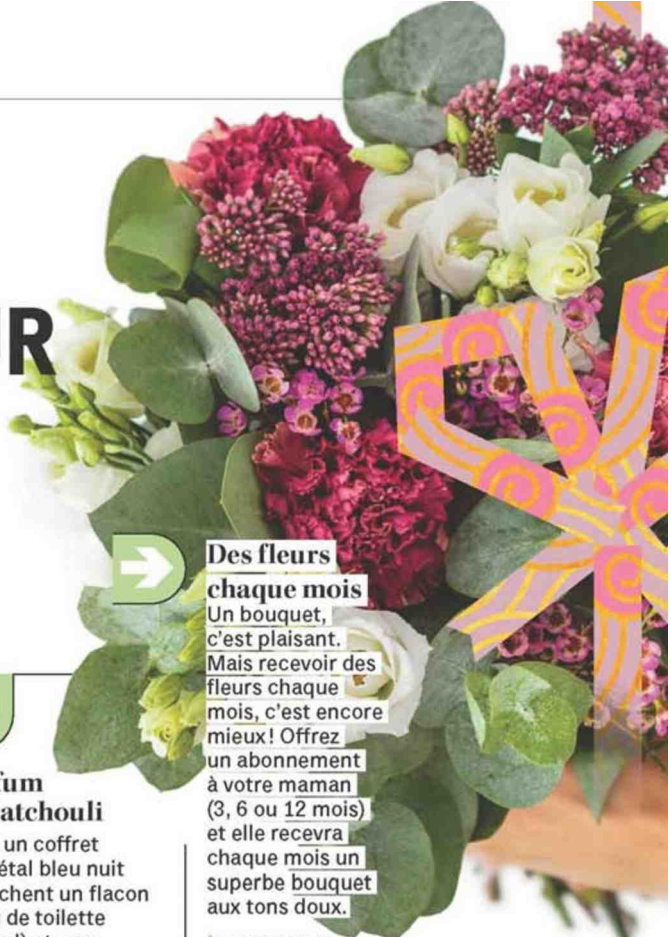 UR
Des fleurs
chaque mois
Un bouquet,
c'est plaisant.
Mais recevoir des
fleurs chaque
mois, c'est encore
mieux ! Offrez
un abonnement
à votre maman
(3, 6 ou 12 mois)
et elle recevra
chaque mois un
superbe bouquet
aux tons doux.
fum
atchouli
un coffret
étal bleu nuit
chent un flacon
de toilette